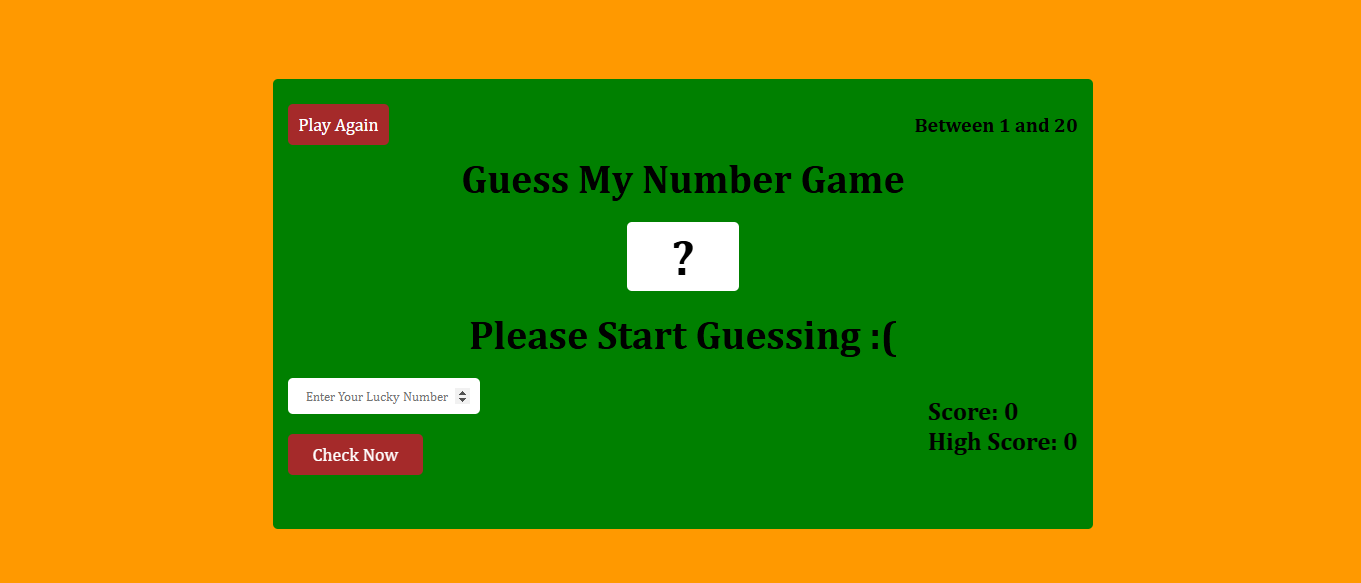 Play Again
Between 1 and 20
Guess My Number Game
?
Please Start Guessing :(
Enter Your Lucky Number
Score: 0
High Score: 0
Check Now